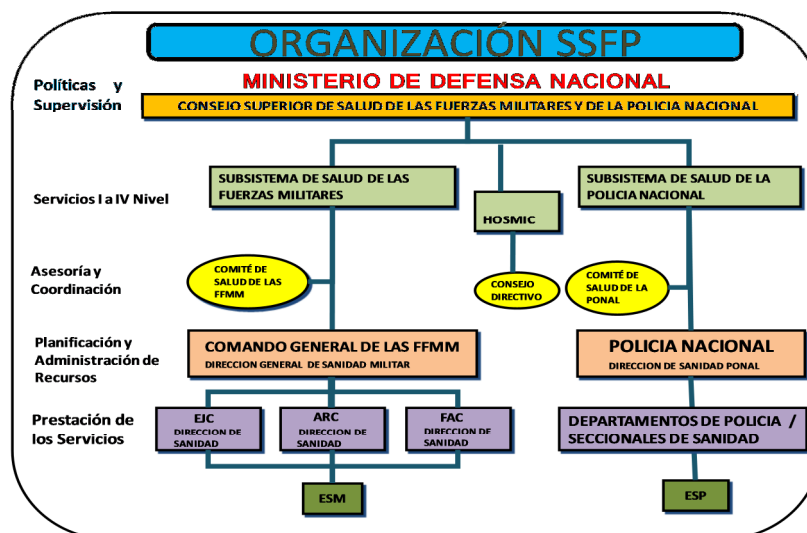 ORGANIZACIÓN SSFP
MINISTERIO DE DEFENSA NACIONAL
Políticas y
Supervisión
CONSEJO SUPERIOR DE SALUD DE LAS FUERZAS MILITARES Y DE LA POLICIA NACIONAL
Servicios I a IV Nivel
SUBSISTEMA DE SALUD DE LAS
FUERZAS MILITARES
HOSMIC
SUBSISTEMA DE SALUD DE LA
POLICIA NACIONAL
Asesoría y
Coordinación
COMITÉ DE
SALUD DE LAS
FFMM
CONSEJO
DIRECTIVO
COMITÉ DE
SALUD DE LA
PONAL
Planificación y
Administración de
Recursos
COMANDO GENERAL DE LAS FFMM
DIRECCION GENERAL DE SANIDAD MILITAR
POLICIA NACIONAL
DIRECCION DE SANIDAD PONAL
Prestación de
los Servicios
EJC
DIRECCION DE
SANIDAD
ARC
DIRECCION DE
SANIDAD
FAC
DIRECCION DE
SANIDAD
DEPARTAMENTOS DE POLICIA /
SECCIONALES DE SANIDAD
ESM
ESP